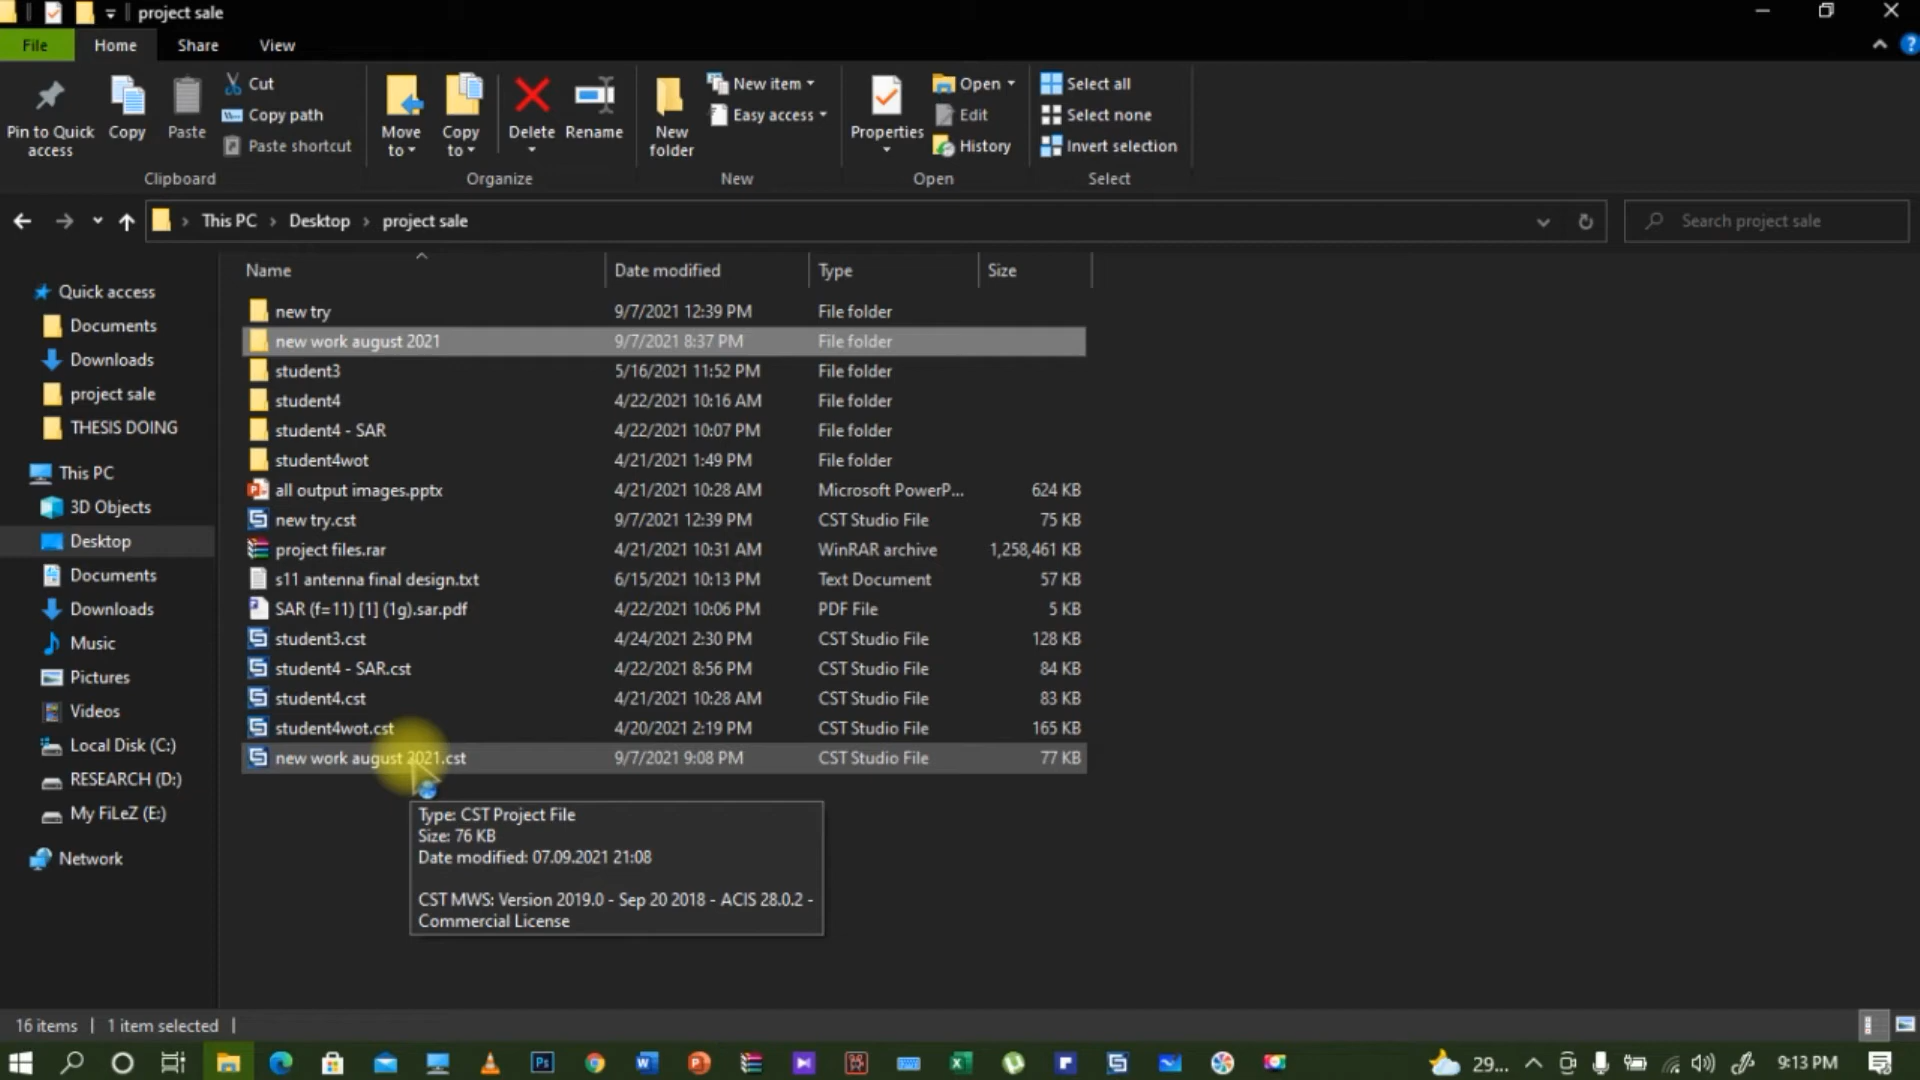 project sale
File Home Share View
Pin to Quick access
Copy
Paste
Cut
Copy path
Paste shortcut
Clipboard
Move to
Copy to
Delete
Rename
Organize
New folder
New item
Easy access
New
Properties
Open
Edit
History
Open
Select all
Select none
Invert selection
Select
This PC Desktop project sale
Search project sale
Name Date modified Type Size
Quick access
Documents
Downloads
project sale
THESIS DOING
This PC
3D Objects
Desktop
Documents
Downloads
Music
Pictures
Videos
Local Disk (C:)
RESEARCH (D:)
My FiLeZ (E:)
Network
new try 9/7/2021 12:39 PM File folder
new work august 2021 9/7/2021 8:37 PM File folder
student3 5/16/2021 11:52 PM File folder
student4 4/22/2021 10:16 AM File folder
student4 - SAR 4/22/2021 10:07 PM File folder
student4wot 4/21/2021 1:49 PM File folder
all output images.pptx 4/21/2021 10:28 AM Microsoft PowerP... 624 KB
new try.cst 9/7/2021 12:39 PM CST Studio File 75 KB
project files.rar 4/21/2021 10:31 AM WinRAR archive 1,258,461 KB
s11 antenna final design.txt 6/15/2021 10:13 PM Text Document 57 KB
SAR (f=11) [1] (1g).sar.pdf 4/22/2021 10:06 PM PDF File 5 KB
student3.cst 4/24/2021 2:30 PM CST Studio File 128 KB
student4 - SAR.cst 4/22/2021 8:56 PM CST Studio File 84 KB
student4.cst 4/21/2021 10:28 AM CST Studio File 83 KB
student4wot.cst 4/20/2021 2:19 PM CST Studio File 165 KB
new work august 2021.cst 9/7/2021 9:08 PM CST Studio File 77 KB
Type: CST Project File
Size: 76 KB
Date modified: 07.09.2021 21:08
CST MWS: Version 2019.0 - Sep 20 2018 - ACIS 28.0.2 -
Commercial License
16 items 1 item selected
29... 9:13 PM